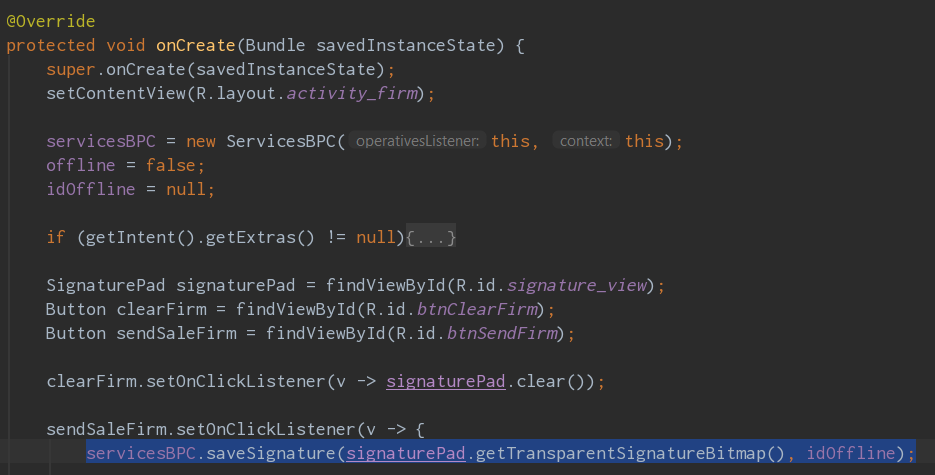 @Override
protected void onCreate(Bundle savedInstanceState) {
super.onCreate(savedInstanceState);
setContentView(R.layout.activity_firm);
servicesBPC = new ServicesBPC( operativesListener: this, context: this);
offline = false;
idOffline = null;
if (getIntent().getExtras() != null){...}
SignaturePad signaturePad = findViewById(R.id.signature_view);
Button clearFirm = findViewById(R.id.btnClearFirm);
Button sendSaleFirm = findViewById(R.id.btnSendFirm);
clearFirm.setOnClickListener(v -> signaturePad.clear());
sendSaleFirm.setOnClickListener(v -> {
servicesBPC.saveSignature(signaturePad.getTransparentSignatureBitmap(), idOffline);